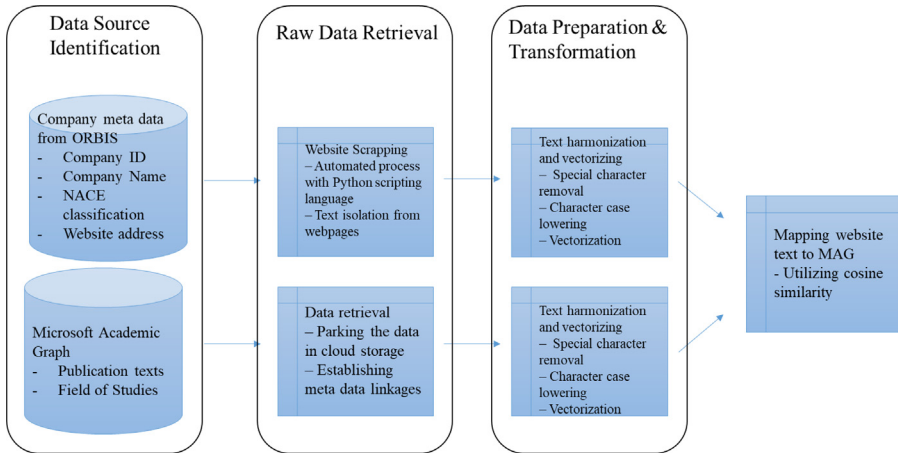 Data Source
Identification
Company meta data
from ORBIS
- Company ID
- Company Name
- NACE
classification
- Website address
Microsoft Academic
Graph
- Publication texts
- Field of Studies
Raw Data Retrieval
Website Scrapping
– Automated process
with Python scripting
language
– Text isolation from
webpages
Data retrieval
– Parking the data
in cloud storage
– Establishing
meta data linkages
Data Preparation &
Transformation
Text harmonization
and vectorizing
– Special character
removal
– Character case
lowering
– Vectorization
Text harmonization
and vectorizing
– Special character
removal
– Character case
lowering
– Vectorization
Mapping website
text to MAG
- Utilizing cosine
similarity